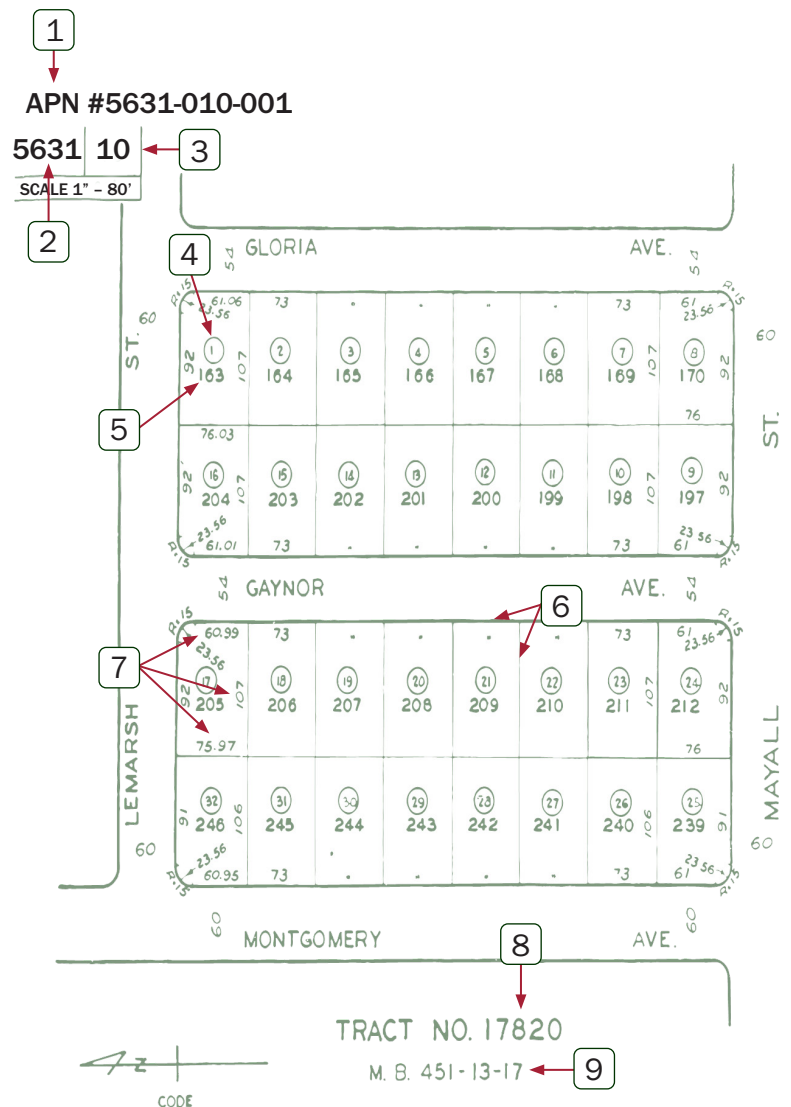 1
APN #5631-010-001
5631 10 3
SCALE 1" – 80'
2
4 54 GLORIA AVE. 54
R.15 61.06 73 73 61 R.15
60 23.56 23.56 60
ST.
1 2 3 4 5 6 7 8
92 107 107 92
163 164 165 166 167 168 169 170
5 76.03 76
ST.
16 15 14 13 12 11 10 9
92' 107 107 92
204 203 202 201 200 199 198 197
23.56 23 56
R.15 61.01 73 73 61 R.15
54 GAYNOR AVE. 54
6
R.15 60.99 73 73 61 R.15
23.56 23.56
7
17 18 19 20 21 22 23 24
92 107 107 92
205 206 207 208 209 210 211 212
75.97 76
LEMARSH
MAYALL
32 31 30 29 28 27 26 25
91 106 106 91
246 245 244 243 242 241 240 239
60 23.56 23 56 60
R.15 60.95 73 73 61 R.15
60 MONTGOMERY AVE. 60
8
TRACT NO. 17820
M. B. 451-13-17 9
Z
CODE